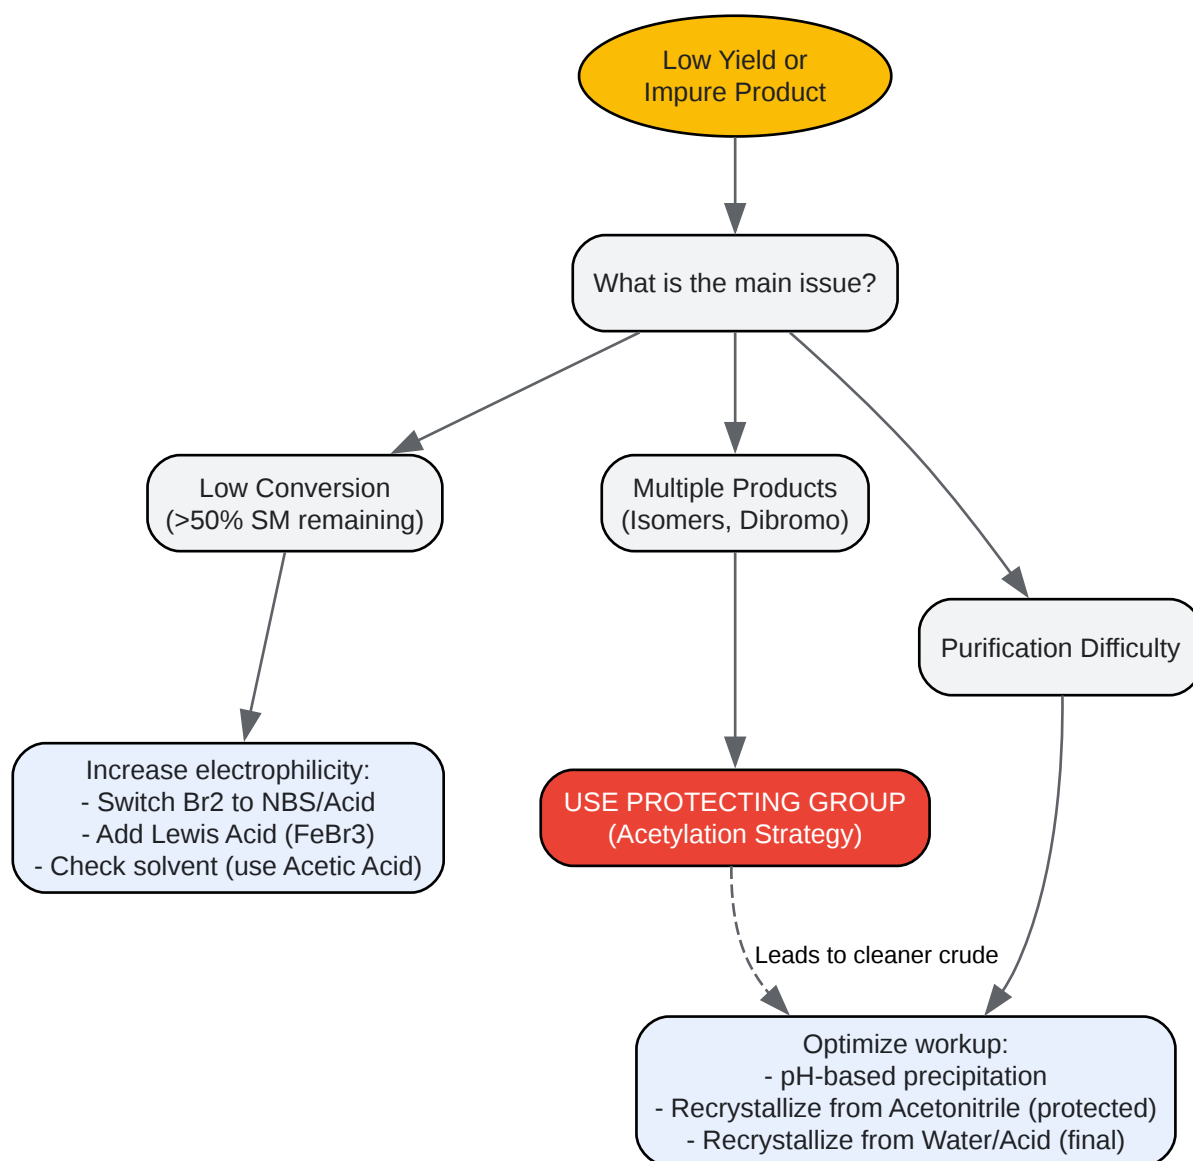 Low Yield or
Impure Product
What is the main issue?
Low Conversion
(>50% SM remaining)
Multiple Products
(Isomers, Dibromo)
Purification Difficulty
Increase electrophilicity:
- Switch Br2 to NBS/Acid
- Add Lewis Acid (FeBr3)
- Check solvent (use Acetic Acid)
USE PROTECTING GROUP
(Acetylation Strategy)
Leads to cleaner crude
Optimize workup:
- pH-based precipitation
- Recrystallize from Acetonitrile (protected)
- Recrystallize from Water/Acid (final)